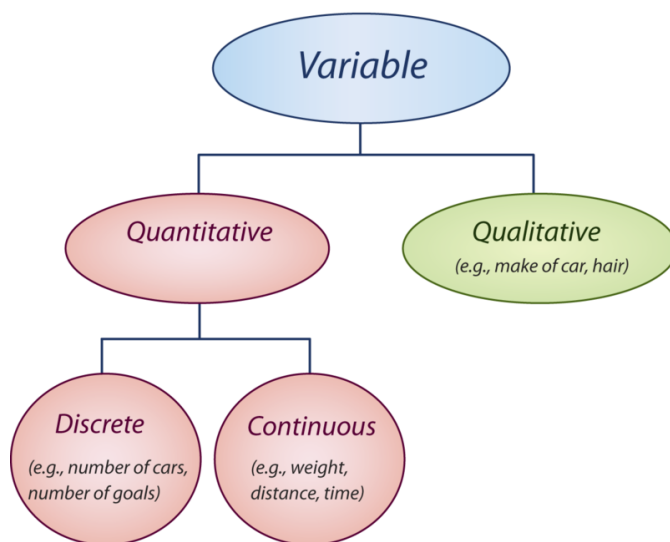 Variable
Quantitative
Qualitative
(e.g., make of car, hair)
Discrete
(e.g., number of cars,
number of goals)
Continuous
(e.g., weight,
distance, time)